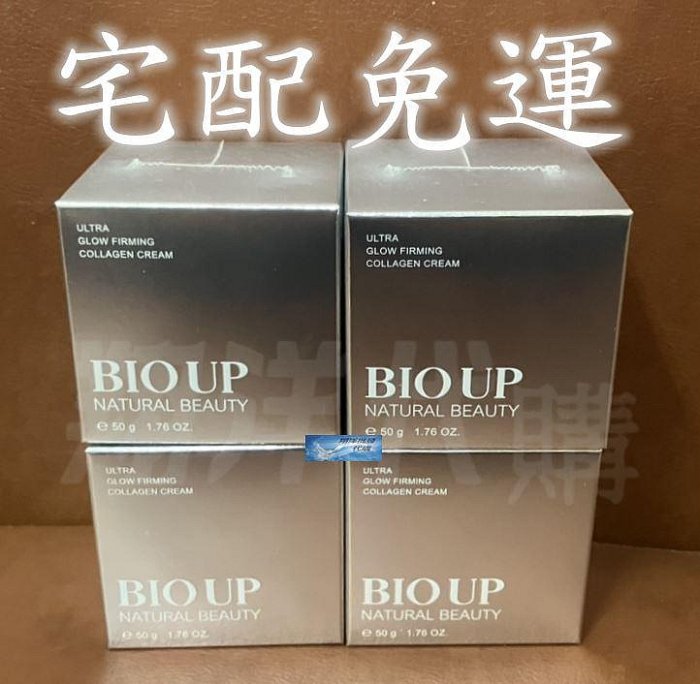 宅配免運
ULTRA
GLOW FIRMING
COLLAGEN CREAM
BIO UP
NATURAL BEAUTY
℮ 50 g 1.76 OZ.
ULTRA
GLOW FIRMING
COLLAGEN CREAM
BIO UP
NATURAL BEAUTY
℮ 50 g 1.76 OZ.
代購
ULTRA
GLOW FIRMING
COLLAGEN CREAM
BIO UP
NATURAL BEAUTY
℮ 50 g 1.76 OZ.
ULTRA
GLOW FIRMING
COLLAGEN CREAM
BIO UP
NATURAL BEAUTY
℮ 50 g 1.76 OZ.